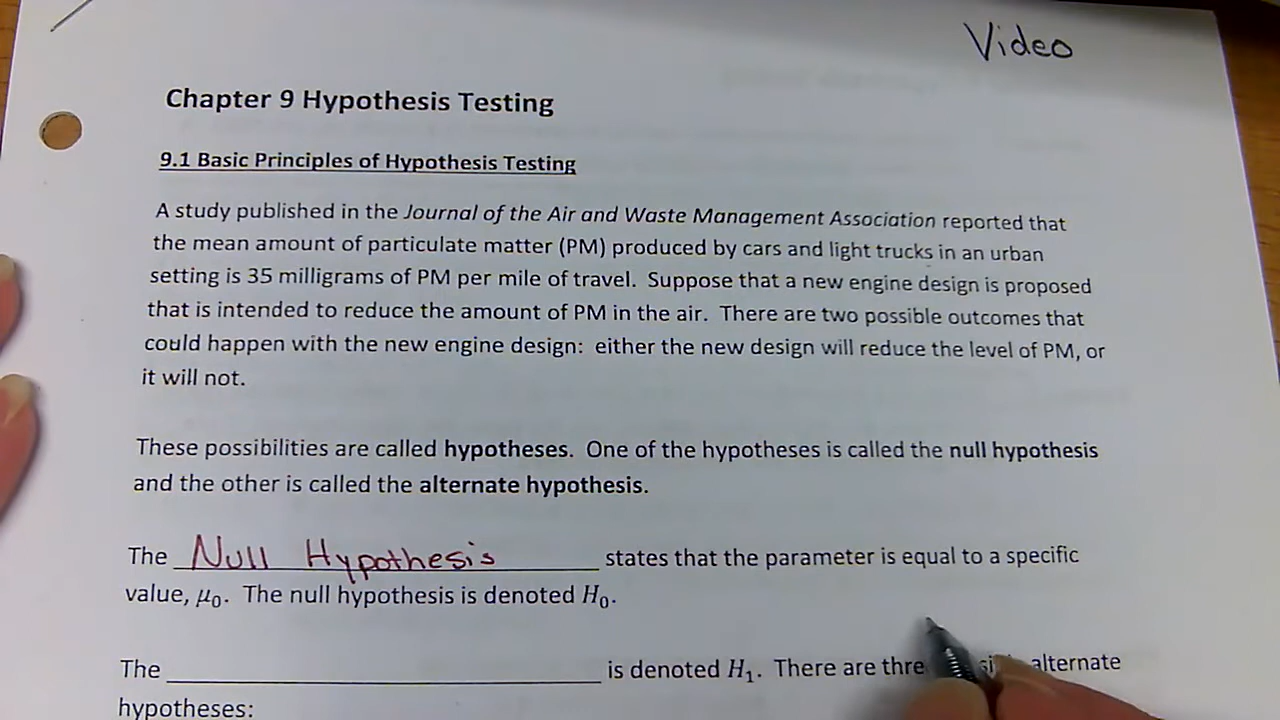 Video
Chapter 9 Hypothesis Testing
9.1 Basic Principles of Hypothesis Testing
A study published in the Journal of the Air and Waste Management Association reported that
the mean amount of particulate matter (PM) produced by cars and light trucks in an urban
setting is 35 milligrams of PM per mile of travel. Suppose that a new engine design is proposed
that is intended to reduce the amount of PM in the air. There are two possible outcomes that
could happen with the new engine design: either the new design will reduce the level of PM, or
it will not.
These possibilities are called hypotheses. One of the hypotheses is called the null hypothesis
and the other is called the alternate hypothesis.
The Null Hypothesis states that the parameter is equal to a specific
value, μ₀. The null hypothesis is denoted H₀.
The ______ is denoted H₁. There are alternate
hypotheses: